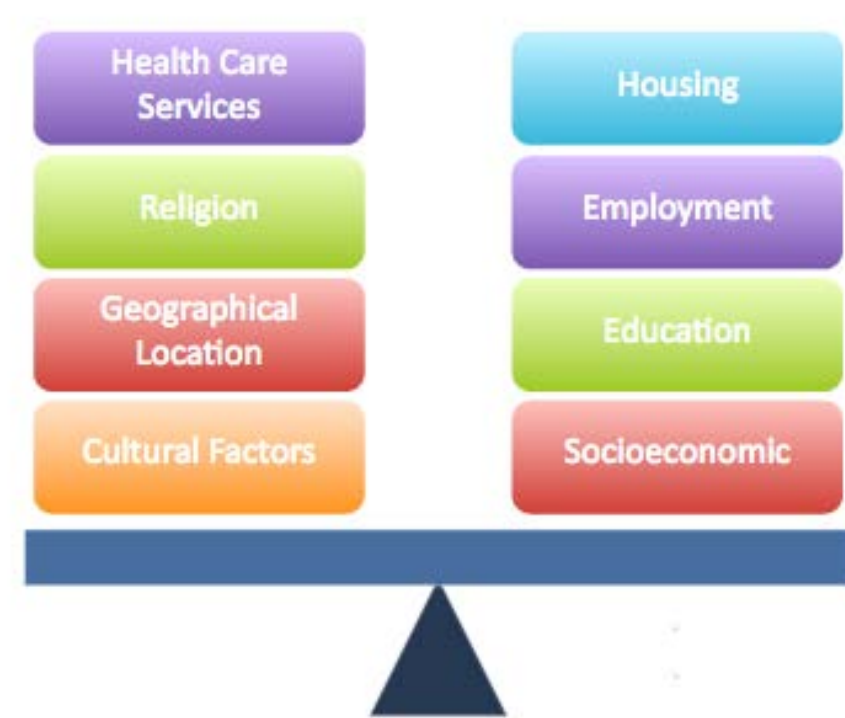 Health Care
Services
Religion
Geographical
Location
Cultural Factors
Housing
Employment
Education
Socioeconomic